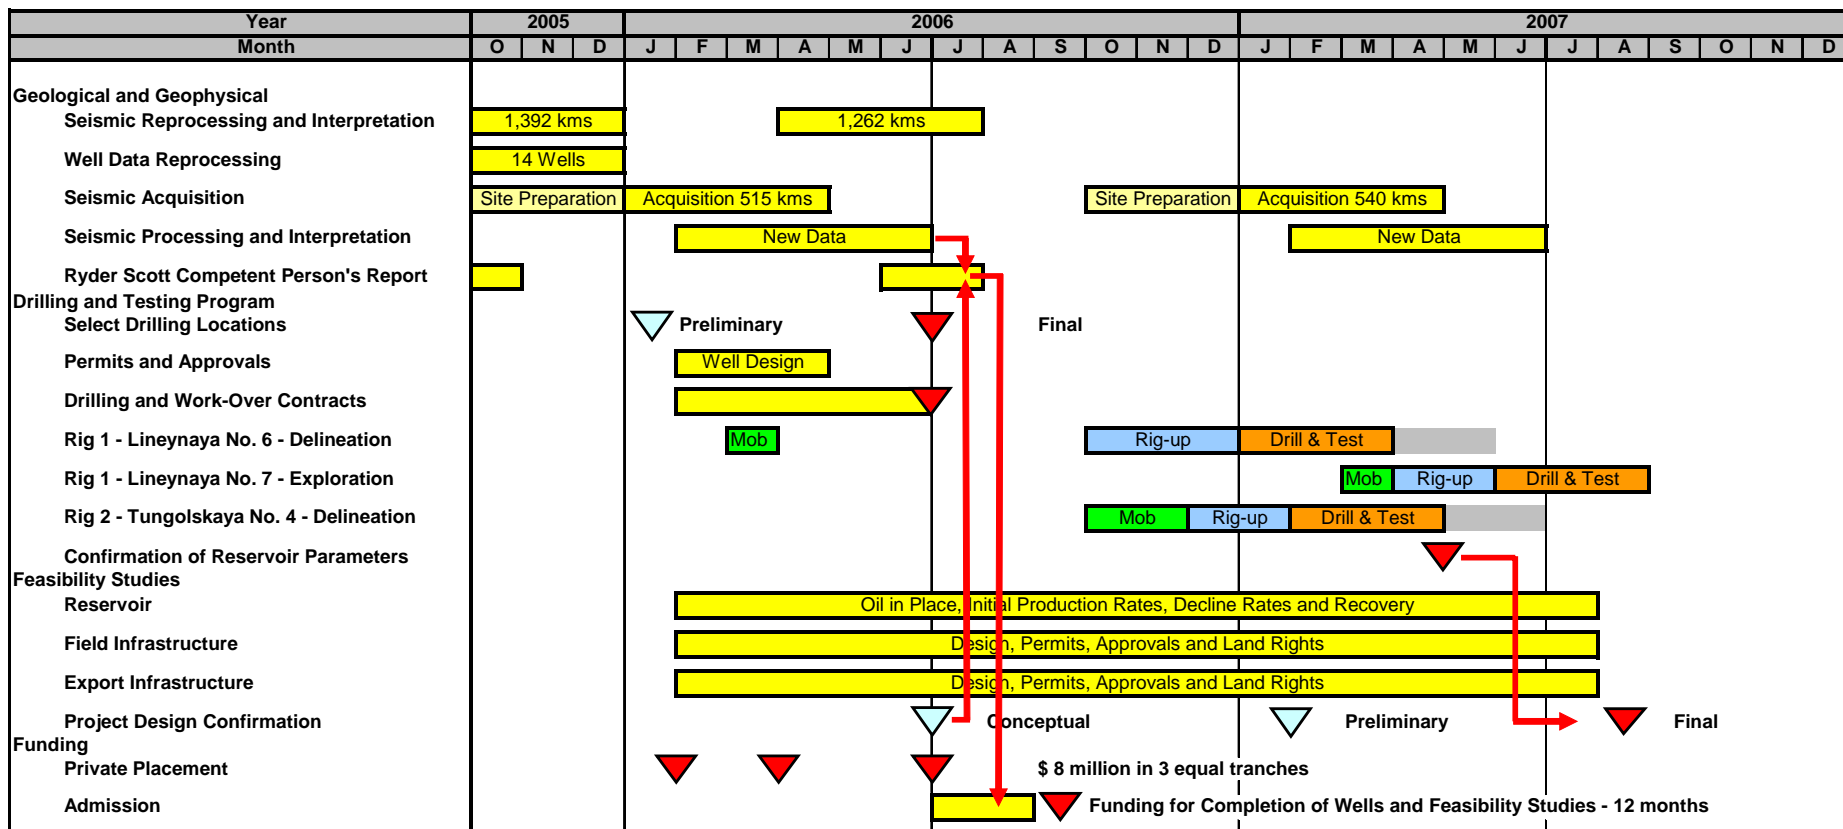 Year 2005 2006 2007
Month O N D J F M A M J J A S O N D J F M A M J J A S O N D
Geological and Geophysical
Seismic Reprocessing and Interpretation 1,392 kms 1,262 kms
Well Data Reprocessing 14 Wells
Seismic Acquisition Site Preparation Acquisition 515 kms Site Preparation Acquisition 540 kms
Seismic Processing and Interpretation New Data New Data
Ryder Scott Competent Person's Report
Drilling and Testing Program
Select Drilling Locations Preliminary Final
Permits and Approvals Well Design
Drilling and Work-Over Contracts
Rig 1 - Lineynaya No. 6 - Delineation Mob Rig-up Drill & Test
Rig 1 - Lineynaya No. 7 - Exploration Mob Rig-up Drill & Test
Rig 2 - Tungolskaya No. 4 - Delineation Mob Rig-up Drill & Test
Confirmation of Reservoir Parameters
Feasibility Studies
Reservoir Oil in Place, Initial Production Rates, Decline Rates and Recovery
Field Infrastructure Design, Permits, Approvals and Land Rights
Export Infrastructure Design, Permits, Approvals and Land Rights
Project Design Confirmation Conceptual Preliminary Final
Funding
Private Placement $ 8 million in 3 equal tranches
Admission Funding for Completion of Wells and Feasibility Studies - 12 months